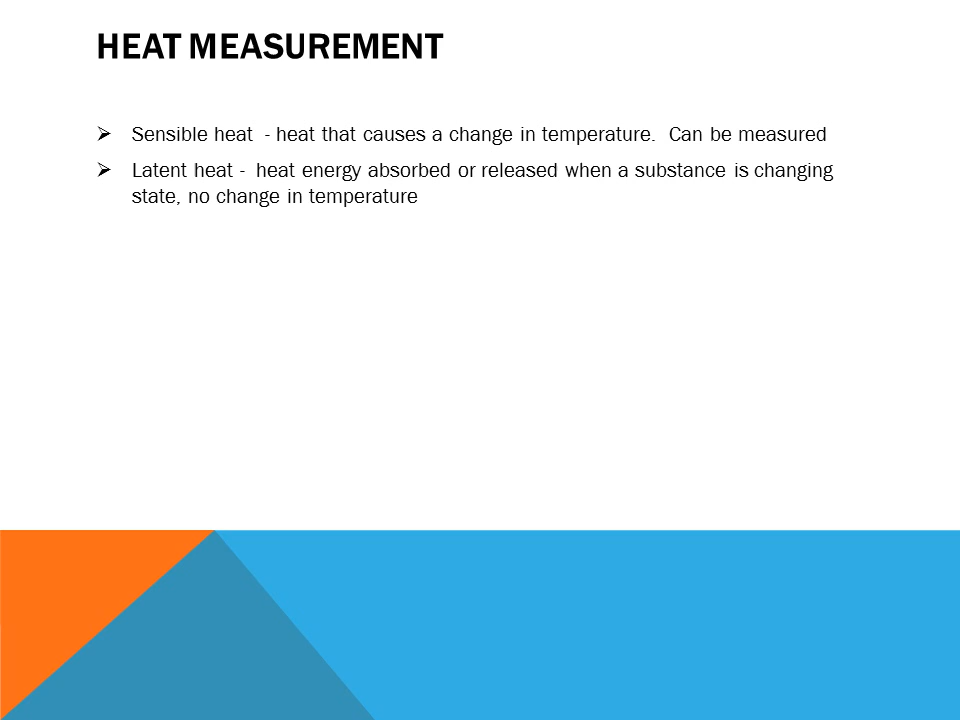 HEAT MEASUREMENT
➢ Sensible heat  - heat that causes a change in temperature.  Can be measured
➢ Latent heat -  heat energy absorbed or released when a substance is changing
state, no change in temperature